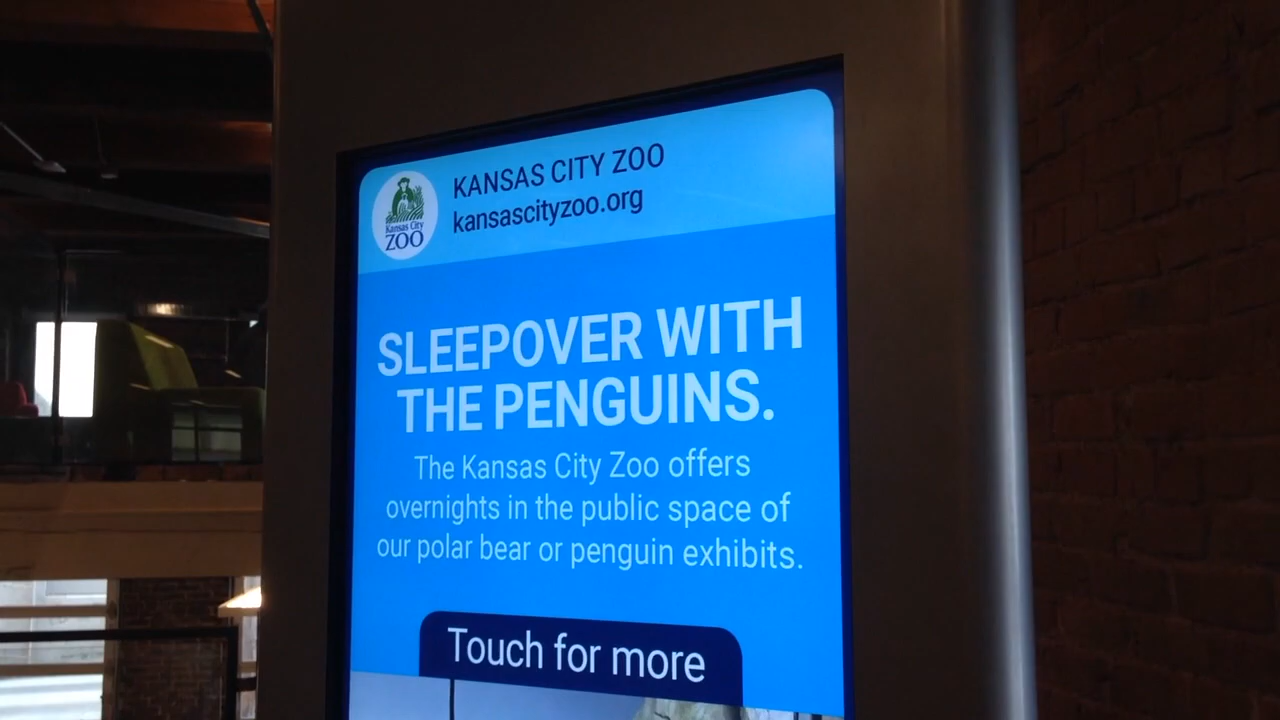 KANSAS CITY ZOO
kansascityzoo.org
Kansas City
ZOO
SLEEPOVER WITH
THE PENGUINS.
The Kansas City Zoo offers
overnights in the public space of
our polar bear or penguin exhibits.
Touch for more